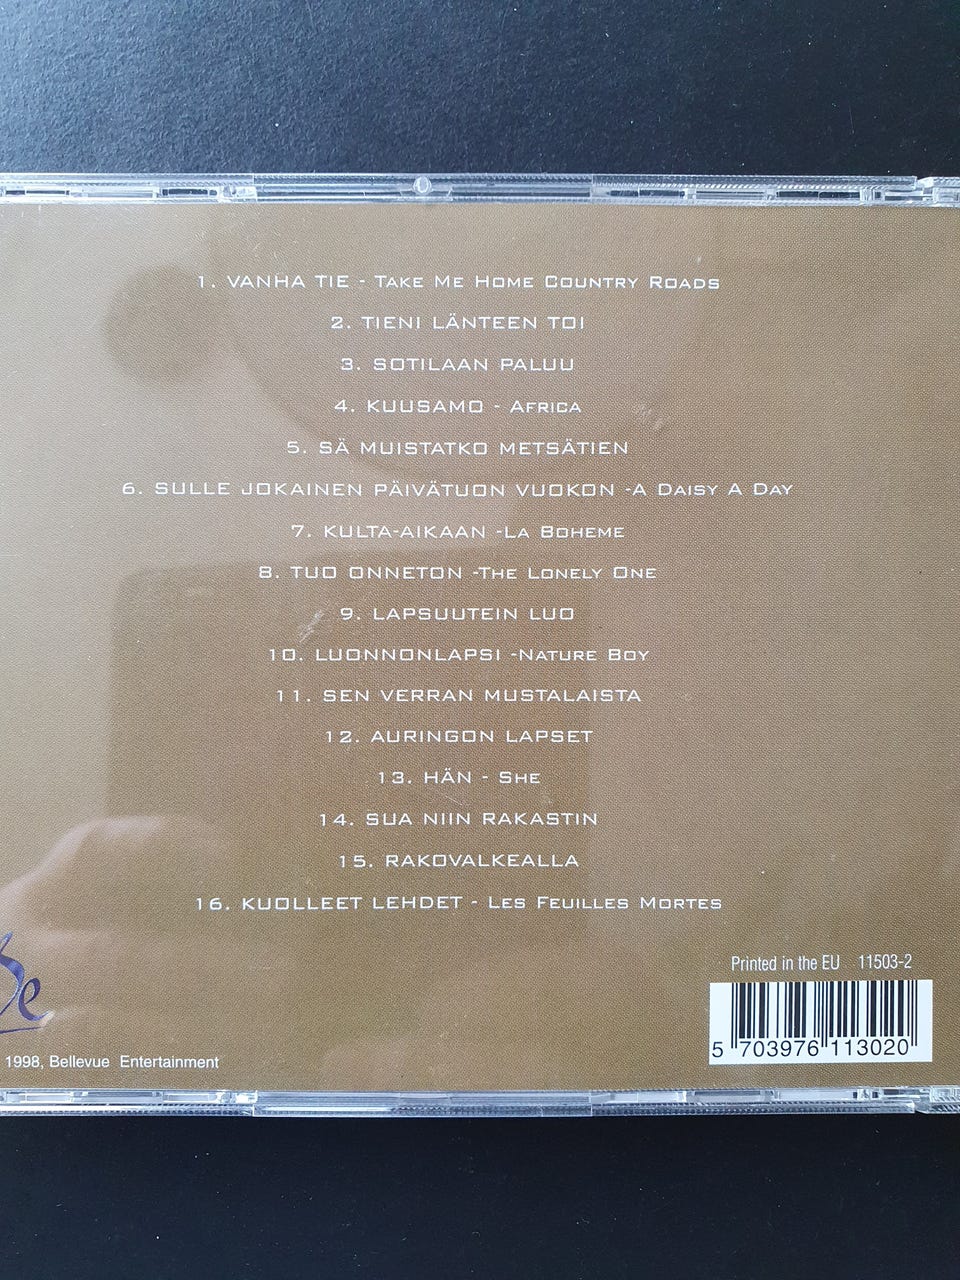 1. VANHA TIE - Take Me Home Country Roads
2. TIENI LÄNTEEN TOI
3. SOTILAAN PALUU
4. KUUSAMO - Africa
5. SÄ MUISTATKO METSÄTIEN
6. SULLE JOKAINEN PÄIVÄTUON VUOKON -A Daisy A Day
7. KULTA-AIKAAN -La Boheme
8. TUO ONNETON -The Lonely One
9. LAPSUUTEIN LUO
10. LUONNONLAPSI -Nature Boy
11. SEN VERRAN MUSTALAISTA
12. AURINGON LAPSET
13. HÄN - She
14. SUA NIIN RAKASTIN
15. RAKOVALKEALLA
16. KUOLLEET LEHDET - Les Feuilles Mortes
Printed in the EU 11503-2
5 703976 113020
1998, Bellevue Entertainment